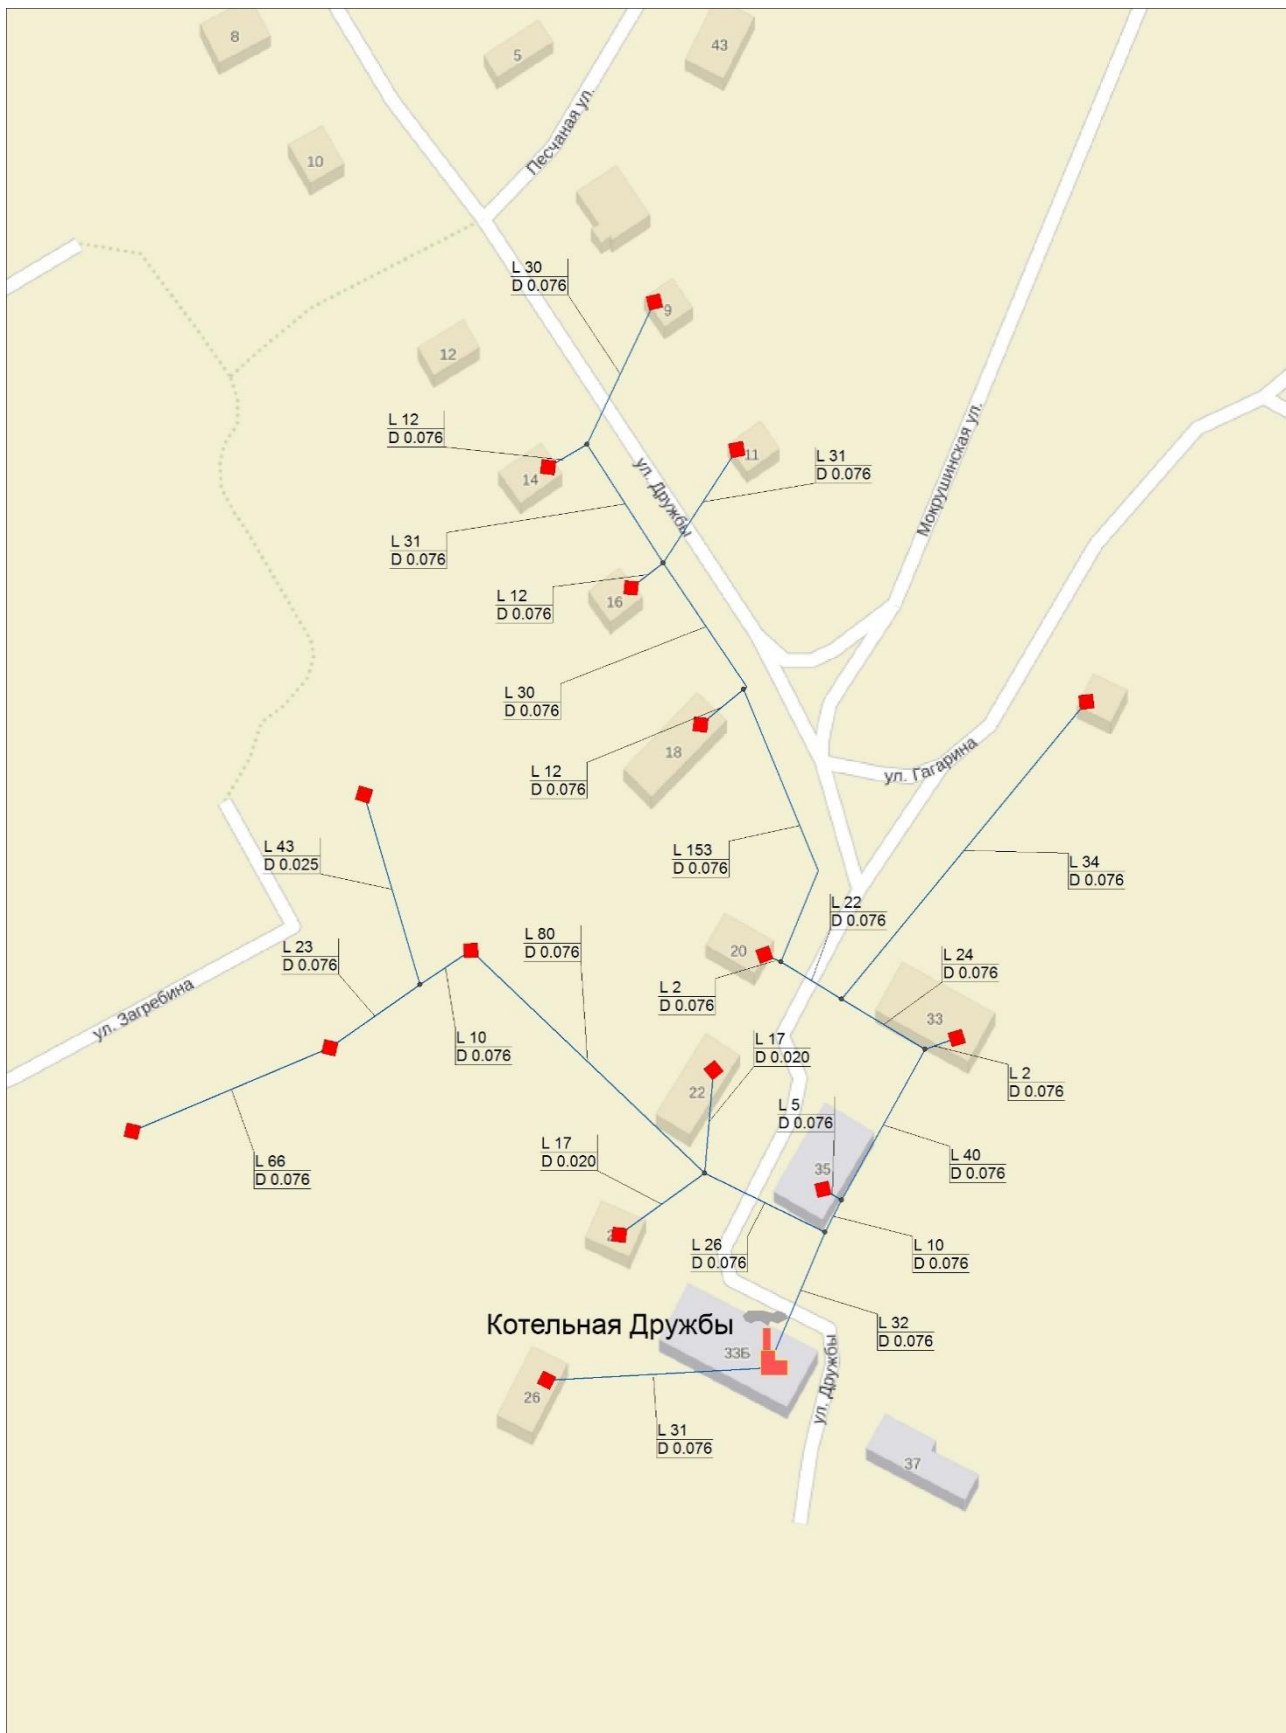 8
5
43
Песчаная ул.
10
L 30
D 0.076
9
12
L 12
D 0.076
14
ул. Дружбы
11
L 31
D 0.076
Мокрушинская ул.
L 31
D 0.076
L 12
D 0.076
16
L 30
D 0.076
18
L 12
D 0.076
ул. Гагарина
L 43
D 0.025
L 153
D 0.076
L 34
D 0.076
L 22
D 0.076
L 23
D 0.076
L 80
D 0.076
20
L 24
D 0.076
ул. Загребина
L 2
D 0.076
33
L 10
D 0.076
L 17
D 0.020
L 2
D 0.076
22
L 5
D 0.076
L 66
D 0.076
L 17
D 0.020
35
L 40
D 0.076
L 26
D 0.076
L 10
D 0.076
Котельная Дружбы
L 32
D 0.076
33Б
26
ул. Дружбы
L 31
D 0.076
37